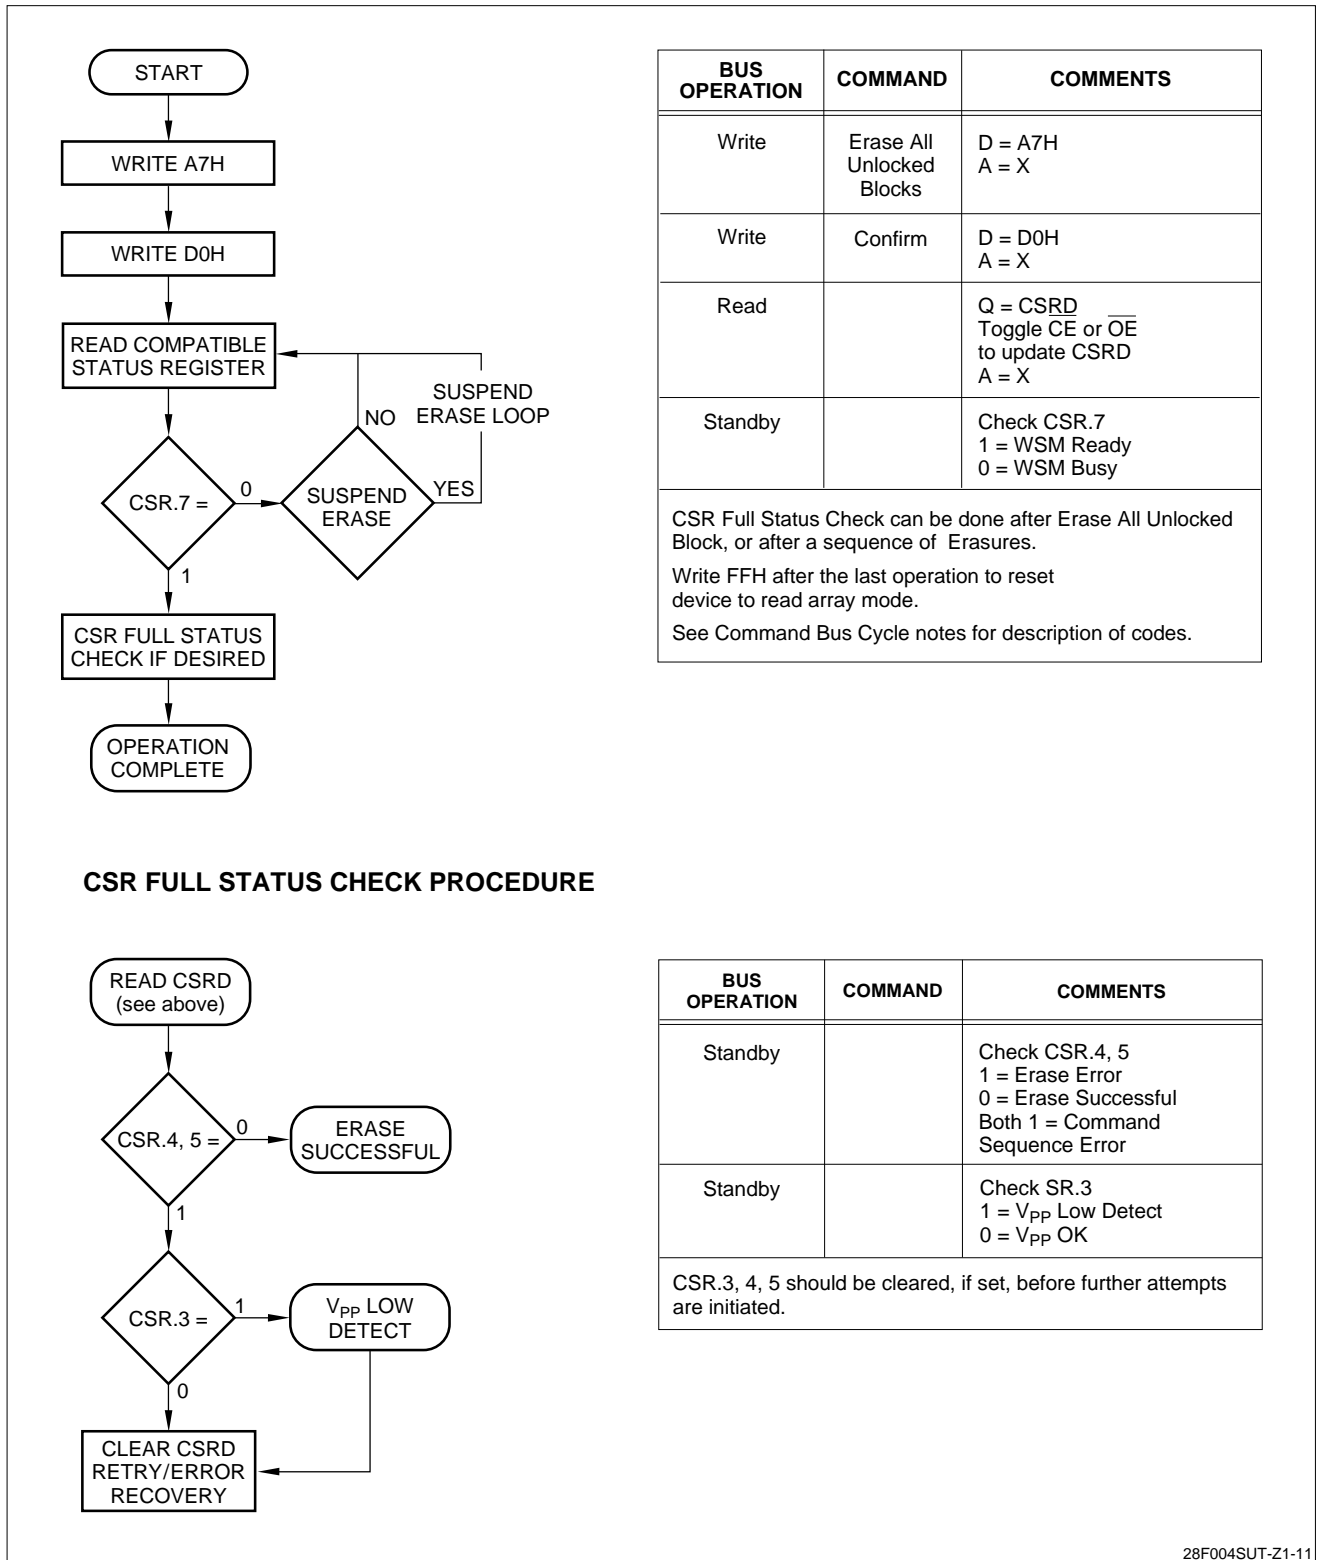 START
WRITE A7H
WRITE D0H
READ COMPATIBLE
STATUS REGISTER
SUSPEND
ERASE LOOP
NO
CSR.7 =
0
SUSPEND
ERASE
YES
1
CSR FULL STATUS
CHECK IF DESIRED
OPERATION
COMPLETE
BUS
OPERATION
COMMAND
COMMENTS
Write
Erase All
Unlocked
Blocks
D = A7H
A = X
Write
Confirm
D = D0H
A = X
Read
Q = CSRD
Toggle C̅E̅ or O̅E̅
to update CSRD
A = X
Standby
Check CSR.7
1 = WSM Ready
0 = WSM Busy
CSR Full Status Check can be done after Erase All Unlocked
Block, or after a sequence of Erasures.
Write FFH after the last operation to reset
device to read array mode.
See Command Bus Cycle notes for description of codes.
CSR FULL STATUS CHECK PROCEDURE
READ CSRD
(see above)
CSR.4, 5 =
0
ERASE
SUCCESSFUL
1
CSR.3 =
1
VPP LOW
DETECT
0
CLEAR CSRD
RETRY/ERROR
RECOVERY
BUS
OPERATION
COMMAND
COMMENTS
Standby
Check CSR.4, 5
1 = Erase Error
0 = Erase Successful
Both 1 = Command
Sequence Error
Standby
Check SR.3
1 = VPP Low Detect
0 = VPP OK
CSR.3, 4, 5 should be cleared, if set, before further attempts
are initiated.
28F004SUT-Z1-11